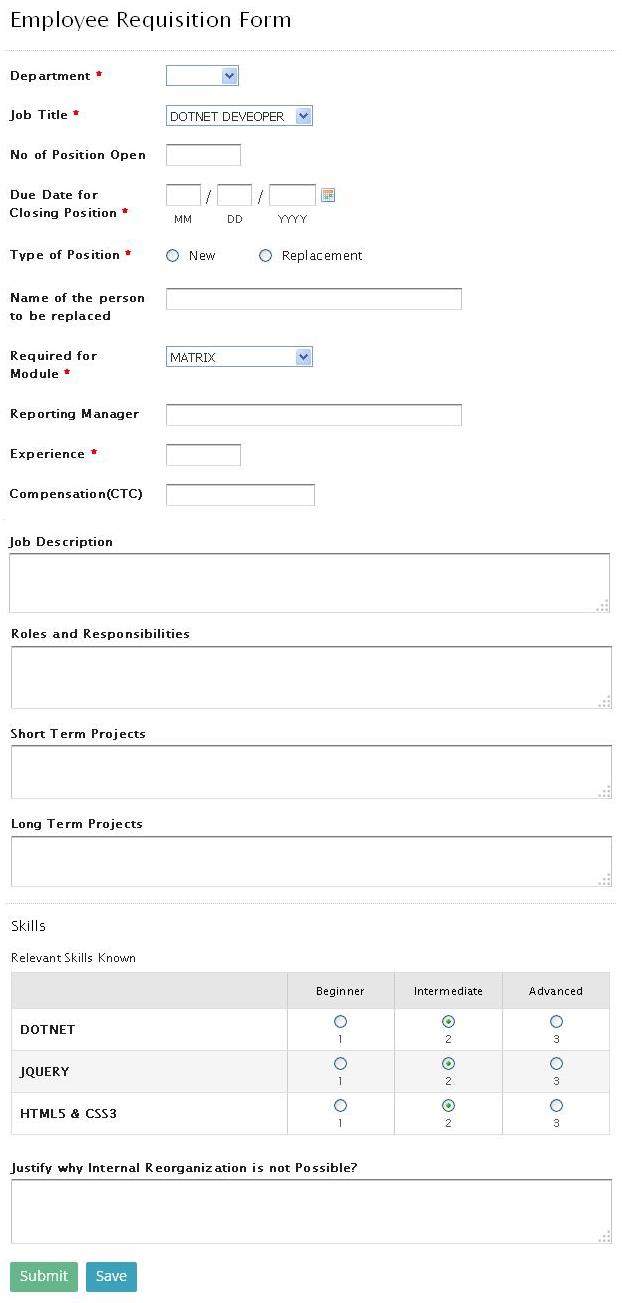 Employee Requisition Form
Department *
Job Title * DOTNET DEVEOPER
No of Position Open
Due Date for / /
Closing Position * MM DD YYYY
Type of Position * New Replacement
Name of the person
to be replaced
Required for MATRIX
Module *
Reporting Manager
Experience *
Compensation(CTC)
Job Description
Roles and Responsibilities
Short Term Projects
Long Term Projects
Skills
Relevant Skills Known
Beginner Intermediate Advanced
DOTNET 1 2 3
JQUERY 1 2 3
HTML5 & CSS3 1 2 3
Justify why Internal Reorganization is not Possible?
Submit Save